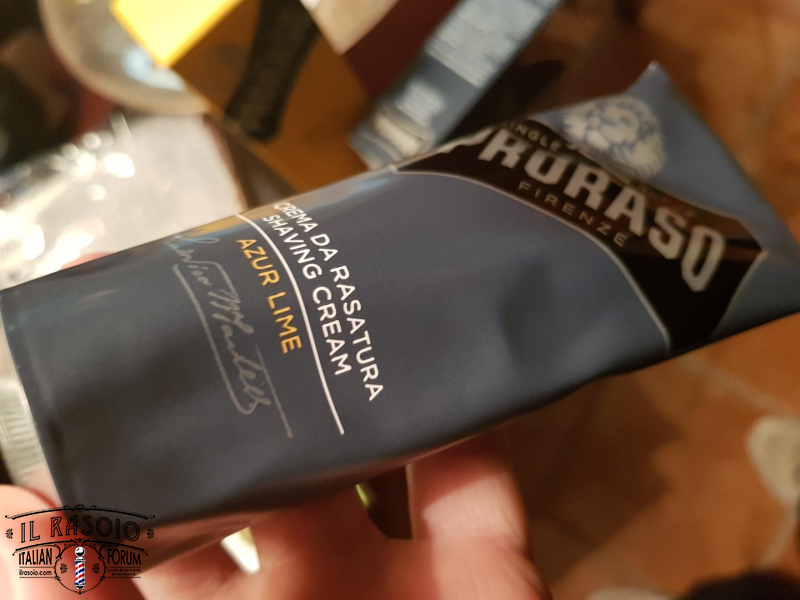 PRORASO
FIRENZE
CREMA DA RASATURA
SHAVING CREAM
AZUR LIME
IL RASOIO
ITALIAN FORUM
ilrasoio.com